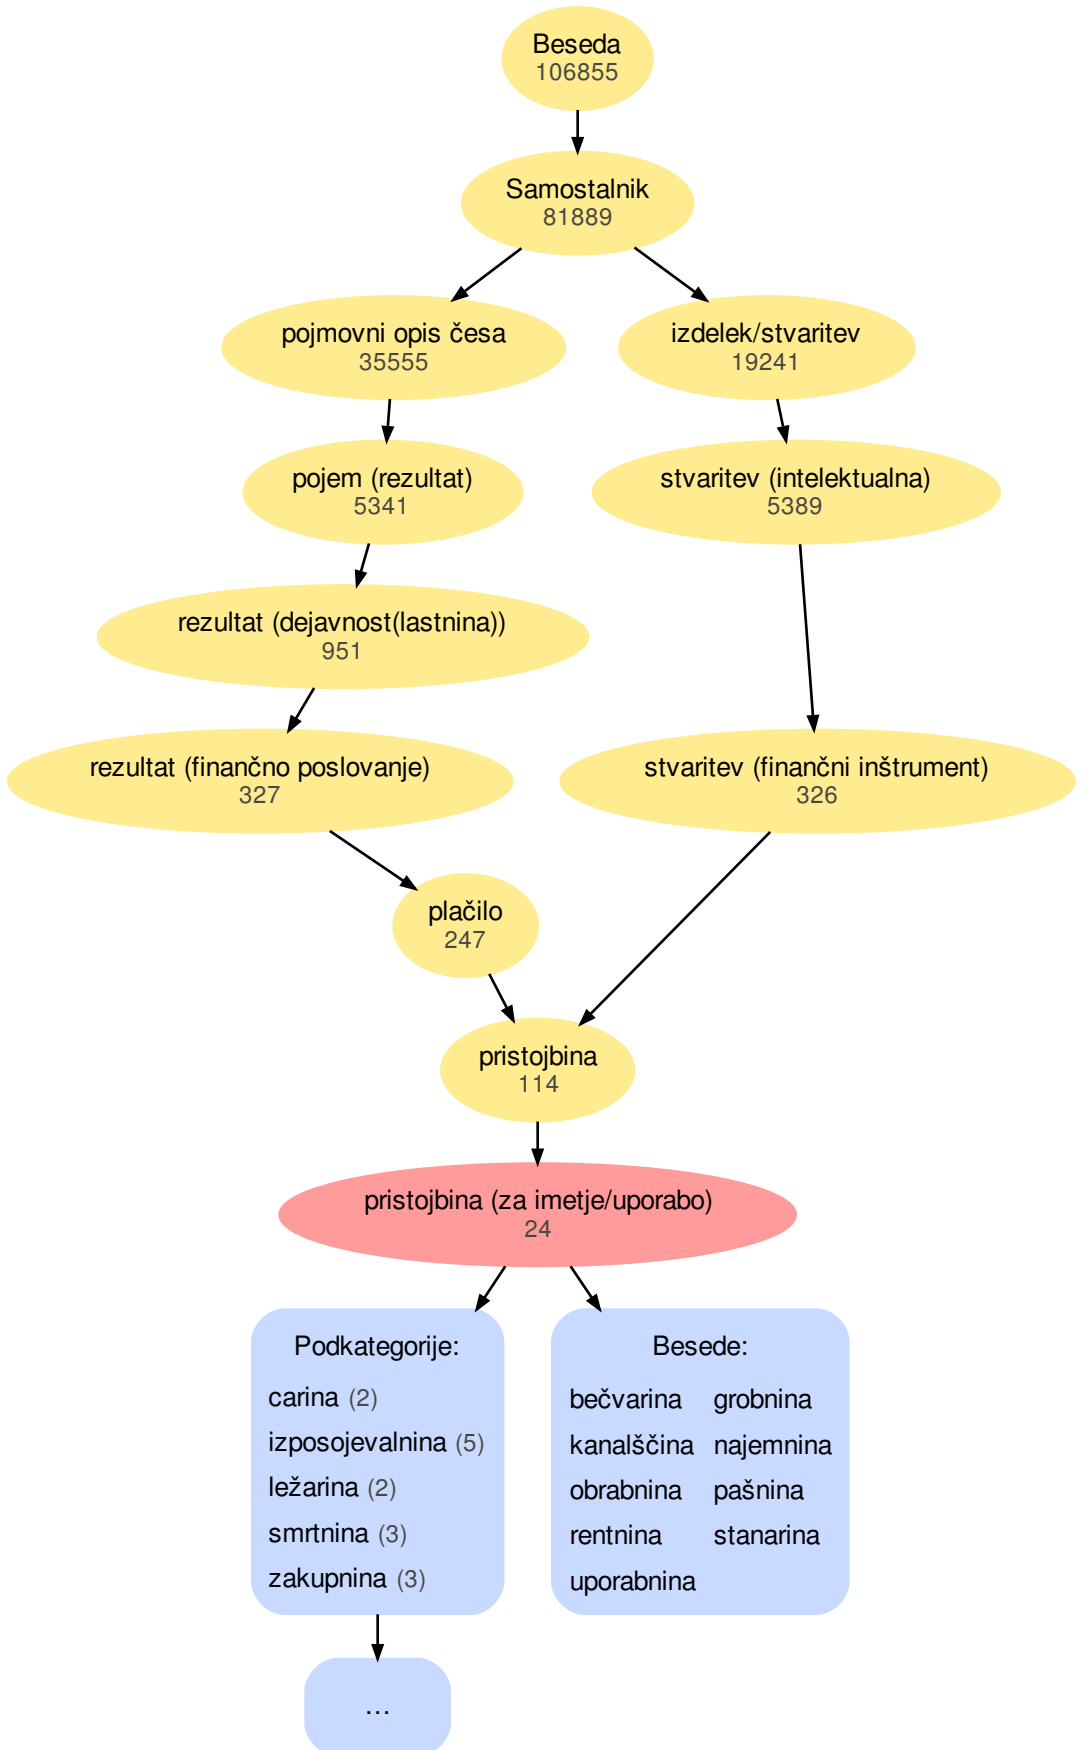 Beseda
106855
Samostalnik
81889
pojmovni opis česa
35555
izdelek/stvaritev
19241
pojem (rezultat)
5341
stvaritev (intelektualna)
5389
rezultat (dejavnost(lastnina))
951
rezultat (finančno poslovanje)
327
stvaritev (finančni inštrument)
326
plačilo
247
pristojbina
114
pristojbina (za imetje/uporabo)
24
Podkategorije:
carina (2)
izposojevalnina (5)
ležarina (2)
smrtnina (3)
zakupnina (3)
Besede:
bečvarina grobnina
kanalščina najemnina
obrabnina pašnina
rentnina stanarina
uporabnina
...